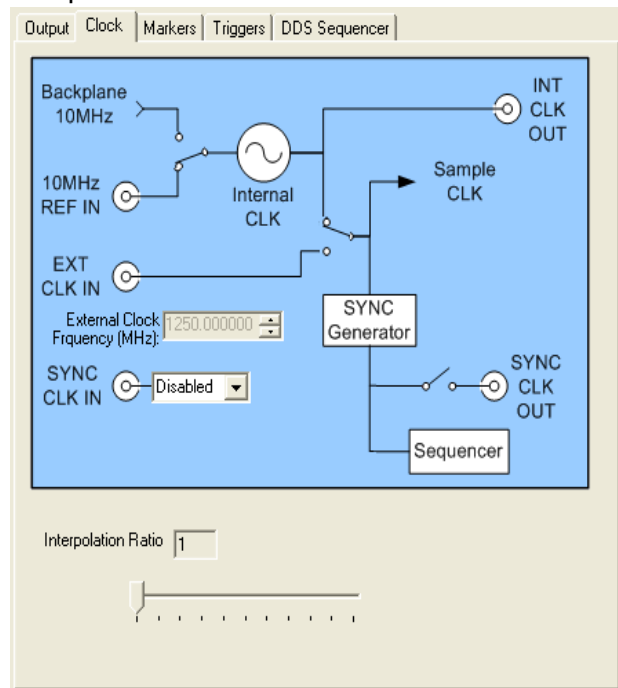 Output Clock Markers Triggers DDS Sequencer
Backplane
10MHz
INT
CLK
OUT
10MHz
REF IN
Internal
CLK
Sample
CLK
EXT
CLK IN
External Clock
Frquency (MHz):
1250.000000
SYNC
Generator
SYNC
CLK IN
Disabled
SYNC
CLK
OUT
Sequencer
Interpolation Ratio 1